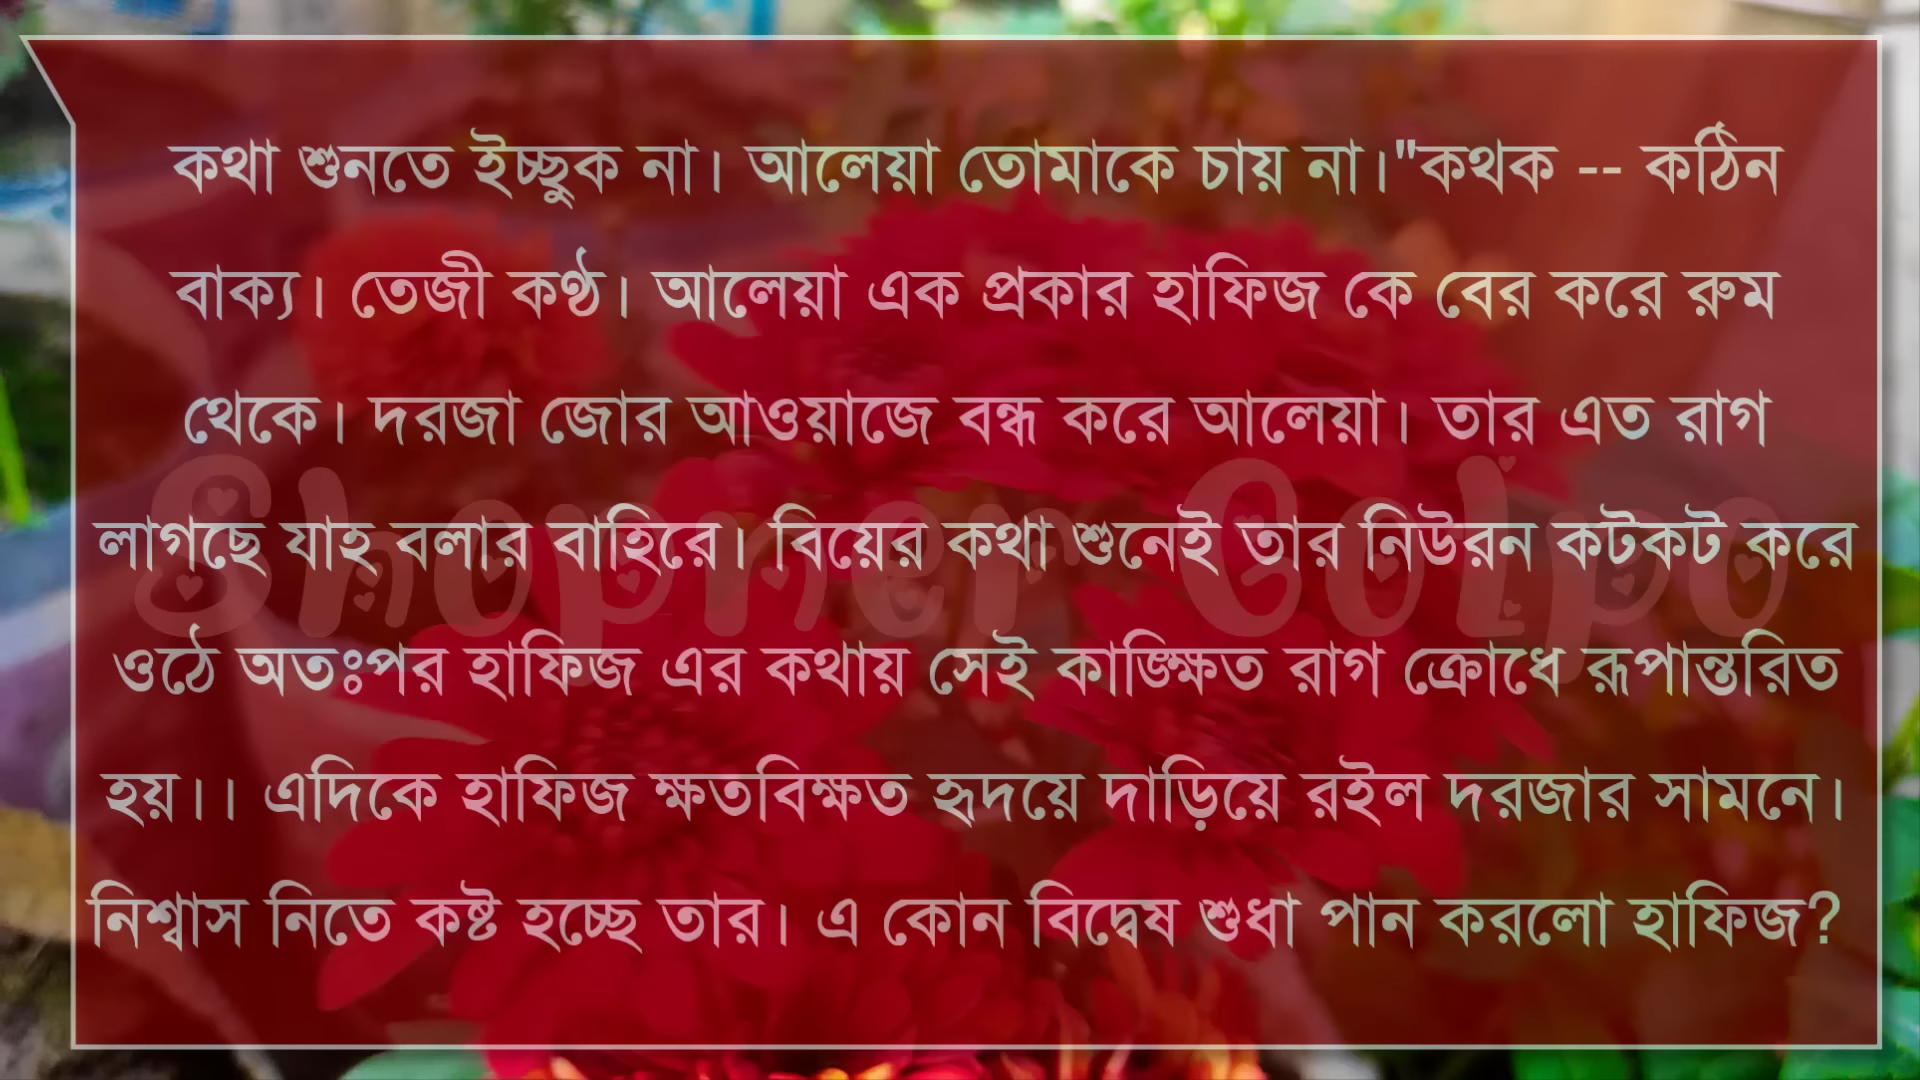 কথা শুনতে ইচ্ছুক না। আলেয়া তোমাকে চায় না।"কথক -- কঠিন
বাক্য। তেজী কণ্ঠ। আলেয়া এক প্রকার হাফিজ কে বের করে রুম
থেকে। দরজা জোর আওয়াজে বন্ধ করে আলেয়া। তার এত রাগ
লাগছে যাহ বলার বাহিরে। বিয়ের কথা শুনেই তার নিউরন কটকট করে
Shopner Golpo
ওঠে অতঃপর হাফিজ এর কথায় সেই কাঙ্ক্ষিত রাগ ক্রোধে রূপান্তরিত
হয়।। এদিকে হাফিজ ক্ষতবিক্ষত হৃদয়ে দাড়িয়ে রইল দরজার সামনে।
নিশ্বাস নিতে কষ্ট হচ্ছে তার। এ কোন বিদ্বেষ শুধা পান করলো হাফিজ?